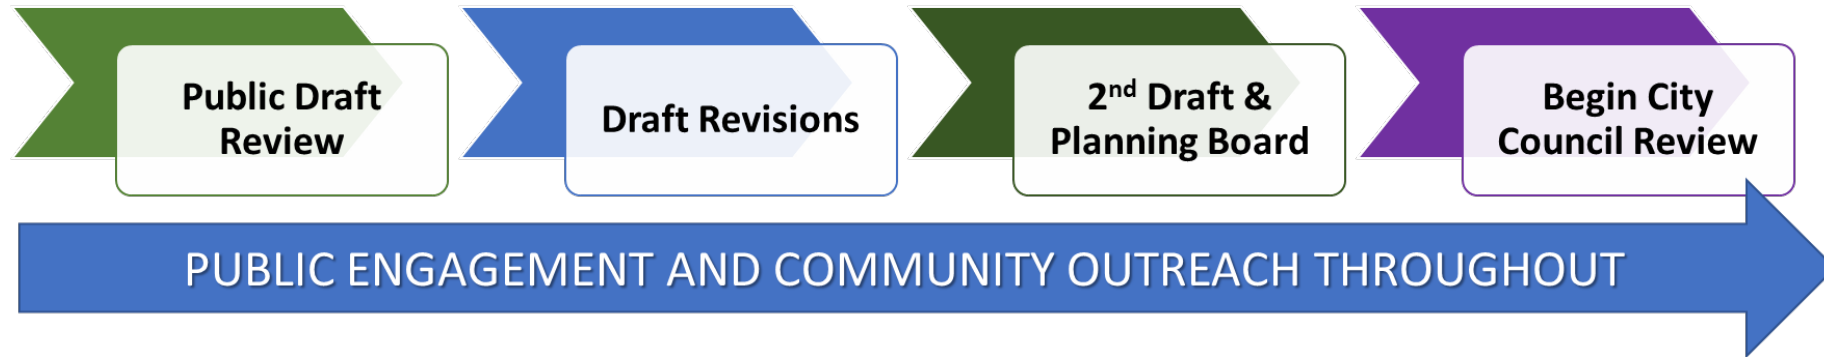 Public Draft
Review
Draft Revisions
2nd Draft &
Planning Board
Begin City
Council Review
PUBLIC ENGAGEMENT AND COMMUNITY OUTREACH THROUGHOUT